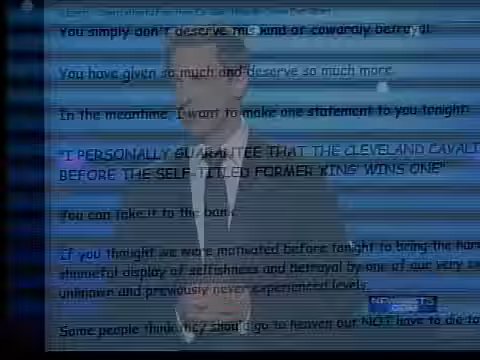 You simply don't deserve this kind of cowardly betrayal.
You have given so much and deserve so much more.
In the meantime, I want to make one statement to you tonight:
"I PERSONALLY GUARANTEE THAT THE CLEVELAND CAVALI
BEFORE THE SELF-TITLED FORMER 'KING' WINS ONE"
You can take it to the bank.
If you thought we were motivated before tonight to bring the har
shameful display of selfishness and betrayal by one of our very
unknown and previously never experienced levels.
Some people think they should go to heaven but NOT have to die to